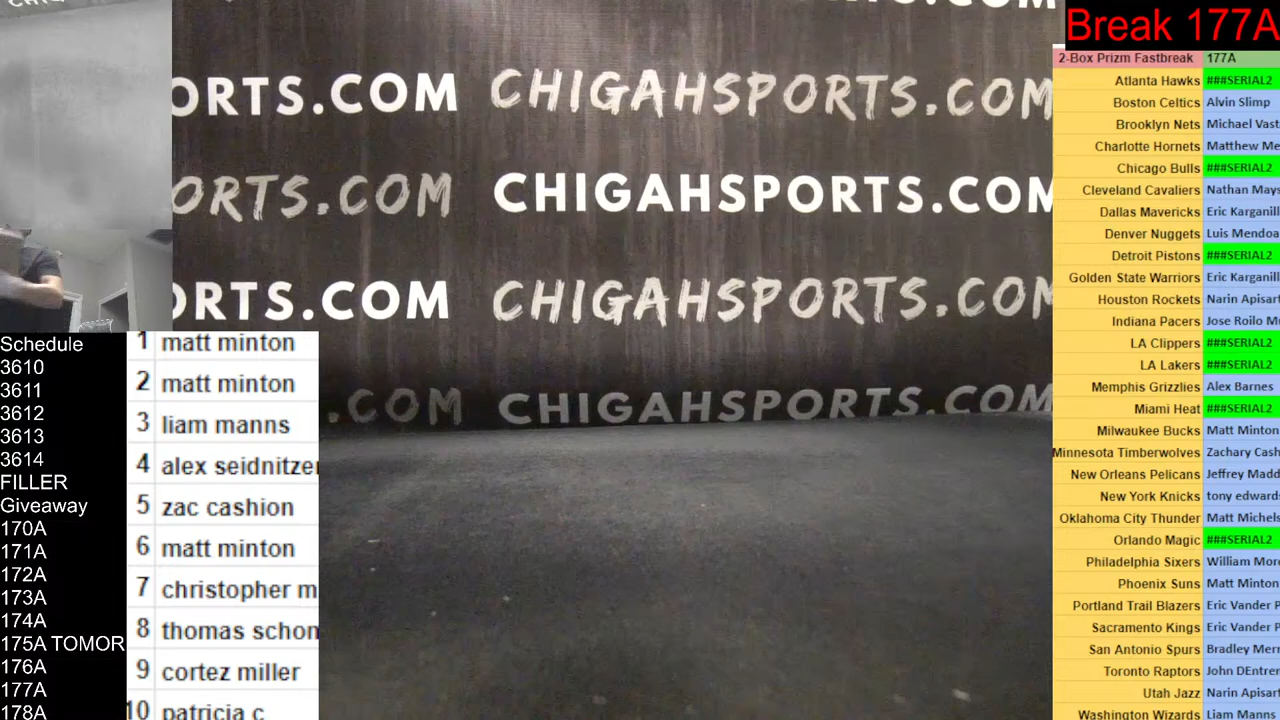 Break 177A
ORTS.COM CHIGAHSPORTS.COM
ORTS.COM CHIGAHSPORTS.COM
ORTS.COM CHIGAHSPORTS.COM
.COM CHIGAHSPORTS.COM
Schedule
3610
3611
3612
3613
3614
FILLER
Giveaway
170A
171A
172A
173A
174A
175A TOMOR
176A
177A
178A
1 matt minton
2 matt minton
3 liam manns
4 alex seidnitzer
5 zac cashion
6 matt minton
7 christopher m
8 thomas schon
9 cortez miller
10 patricia c
2-Box Prizm Fastbreak 177A
Atlanta Hawks ###SERIAL2
Boston Celtics Alvin Slimp
Brooklyn Nets Michael Vast
Charlotte Hornets Matthew Me
Chicago Bulls ###SERIAL2
Cleveland Cavaliers Nathan Mays
Dallas Mavericks Eric Karganill
Denver Nuggets Luis Mendoa
Detroit Pistons ###SERIAL2
Golden State Warriors Eric Karganill
Houston Rockets Narin Apisart
Indiana Pacers Jose Roilo M
LA Clippers ###SERIAL2
LA Lakers ###SERIAL2
Memphis Grizzlies Alex Barnes
Miami Heat ###SERIAL2
Milwaukee Bucks Matt Minton
Minnesota Timberwolves Zachary Cash
New Orleans Pelicans Jeffrey Madd
New York Knicks tony edwards
Oklahoma City Thunder Matt Michels
Orlando Magic ###SERIAL2
Philadelphia Sixers William More
Phoenix Suns Matt Minton
Portland Trail Blazers Eric Vander P
Sacramento Kings Eric Vander P
San Antonio Spurs Bradley Merr
Toronto Raptors John DEntrem
Utah Jazz Narin Apisart
Washington Wizards Liam Manns